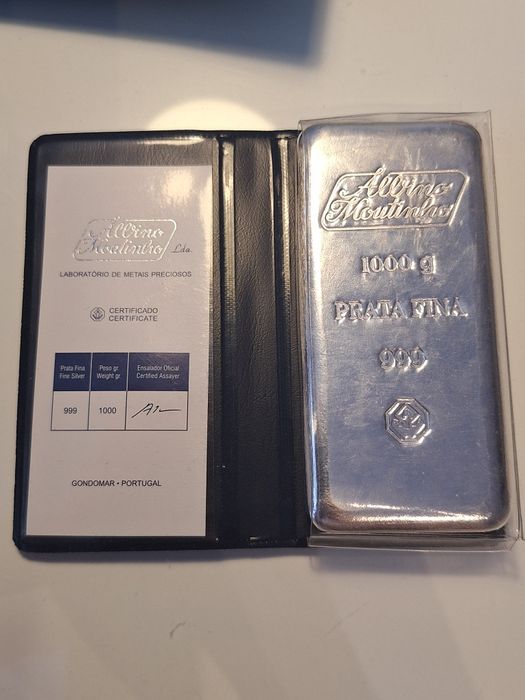 Albino
Moutinho Lda.
LABORATÓRIO DE METAIS PRECIOSOS
CERTIFICADO
CERTIFICATE
Prata Fina
Fine Silver
Peso gr
Weight gr.
Ensaiador Oficial
Certified Assayer
999
1000
GONDOMAR • PORTUGAL
Albino
Moutinho
1000 g
PRATA FINA
999